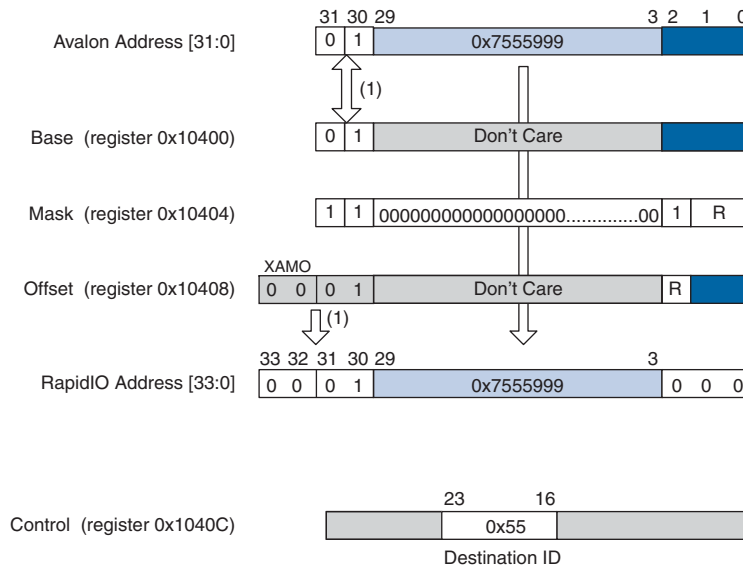 31 30 29 3 2 1 0
Avalon Address [31:0] 0 1 0x7555999
(1)
Base (register 0x10400) 0 1 Don't Care
Mask (register 0x10404) 1 1 000000000000000000.............00 1 R
XAMO
Offset (register 0x10408) 0 0 0 1 Don't Care R
(1)
33 32 31 30 29 3
RapidIO Address [33:0] 0 0 0 1 0x7555999 0 0 0
23 16
Control (register 0x1040C) 0x55
Destination ID